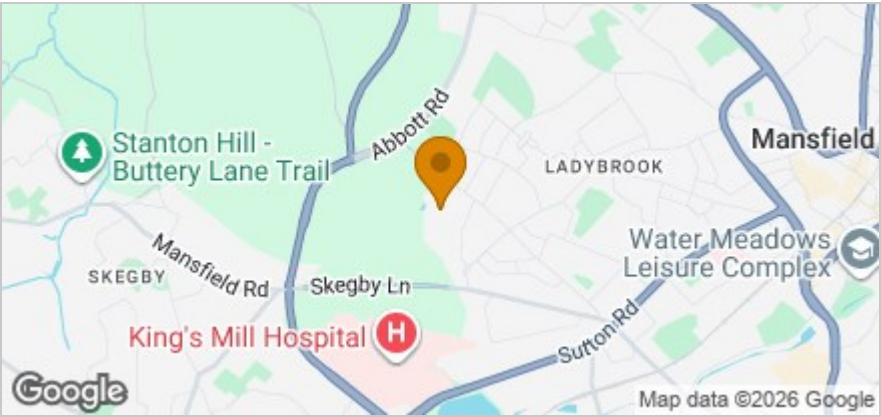 Abbott Rd
Stanton Hill -
Buttery Lane Trail
Mansfield
LADYBROOK
Water Meadows
Leisure Complex
Mansfield Rd
SKEGBY
Skegby Ln
King's Mill Hospital
H
Sutton Rd
Google
Map data ©2026 Google